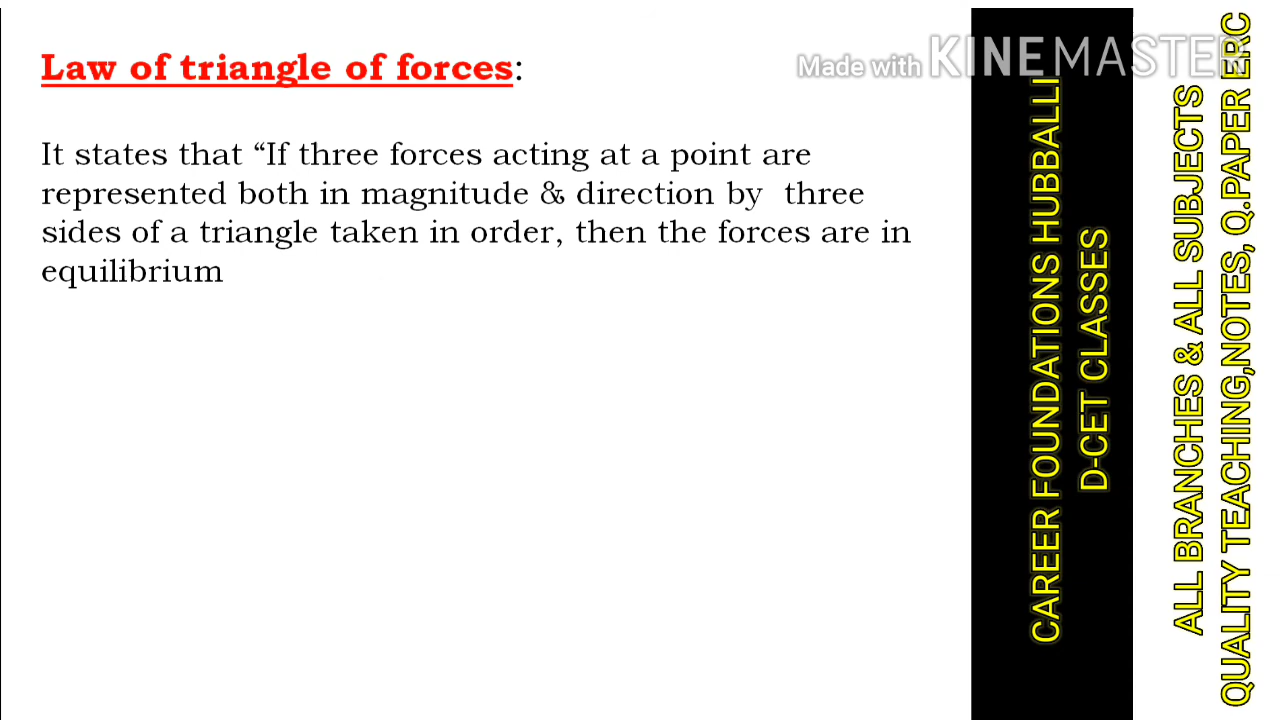 Law of triangle of forces:
It states that “If three forces acting at a point are
represented both in magnitude & direction by three
sides of a triangle taken in order, then the forces are in
equilibrium
Made with KINEMASTER
CAREER FOUNDATIONS HUBBALLI
D-CET CLASSES
ALL BRANCHES & ALL SUBJECTS
QUALITY TEACHING,NOTES, Q.PAPER ERC